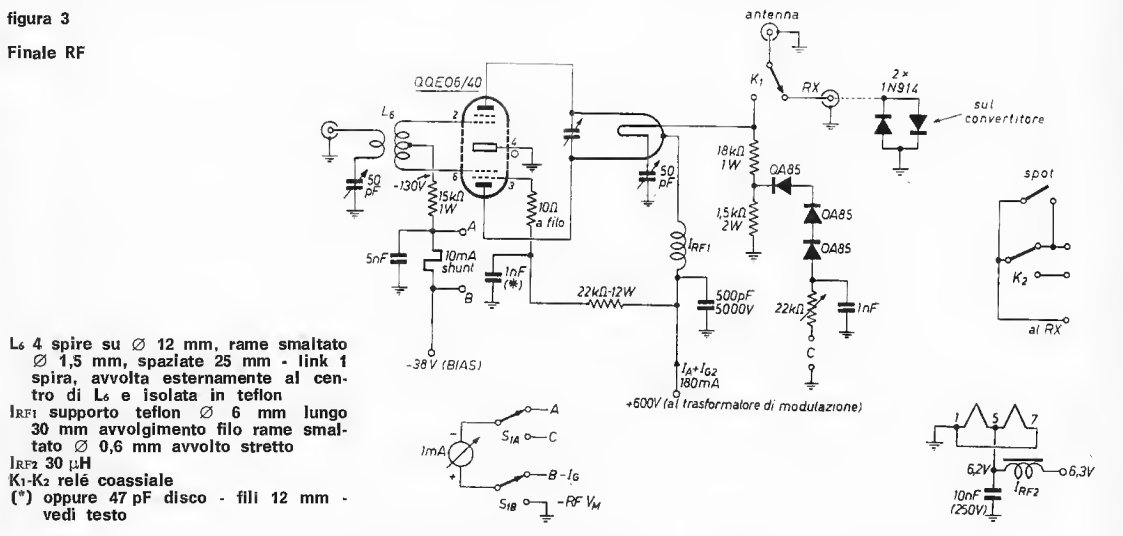 figura 3
Finale RF
antenna
QQE06/40
K1
RX
2×
1N914
sul
convertitore
L6
2
4
6
3
50
pF
-130V
15kΩ
1W
10Ω
a filo
50
pF
18kΩ
1W
OA85
1,5kΩ
2W
OA85
OA85
spot
K2
al RX
A
5nF
10mA
shunt
B
1nF
(*)
22kΩ-12W
IRF1
500pF
5000V
22kΩ
1nF
C
-38V (BIAS)
IA+IG2
180mA
+600V (al trasformatore di modulazione)
L6 4 spire su ∅ 12 mm, rame smaltato
∅ 1,5 mm, spaziate 25 mm - link 1
spira, avvolta esternamente al cen-
tro di L6 e isolata in teflon
IRF1 supporto teflon ∅ 6 mm lungo
30 mm avvolgimento filo rame smal-
tato ∅ 0,6 mm avvolto stretto
IRF2 30 μH
K1-K2 relé coassiale
(*) oppure 47 pF disco - fili 12 mm -
vedi testo
1mA
-
+
A
S1A
C
B-IG
S1B
-RF VM
1
5
7
6,2V
IRF2
6,3V
10nF
(250V)